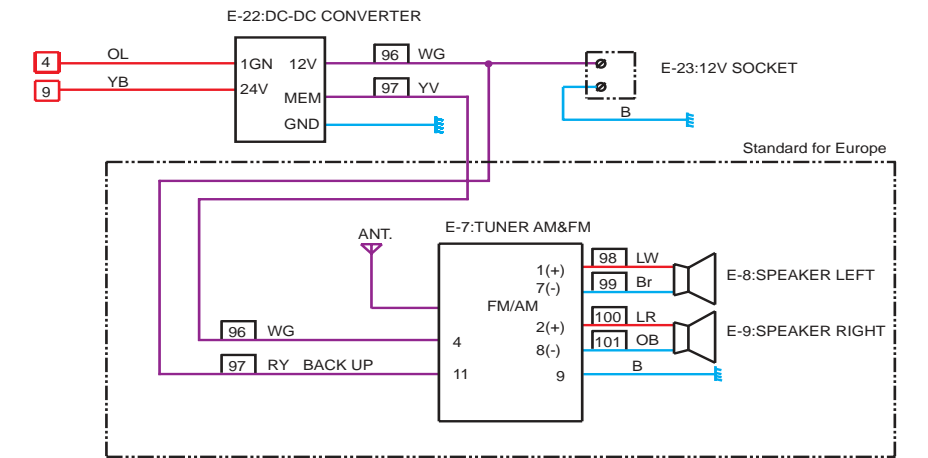 E-22:DC-DC CONVERTER
4 OL 1GN 12V 96 WG
E-23:12V SOCKET
9 YB 24V MEM 97 YV
GND
B
Standard for Europe
ANT.
E-7:TUNER AM&FM
1(+) 98 LW
7(-) 99 Br
E-8:SPEAKER LEFT
FM/AM
2(+) 100 LR
8(-) 101 OB
E-9:SPEAKER RIGHT
96 WG 4
97 RY BACK UP 11
9 B